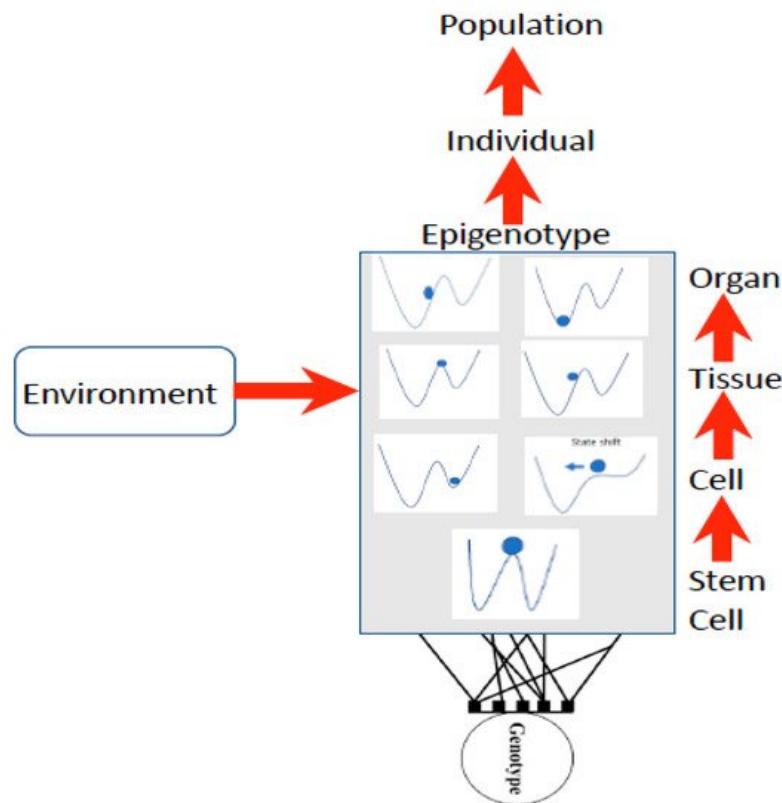 Population
Individual
Epigenotype
Organ
Environment
Tissue
State shift
Cell
Stem
Cell
Genotype